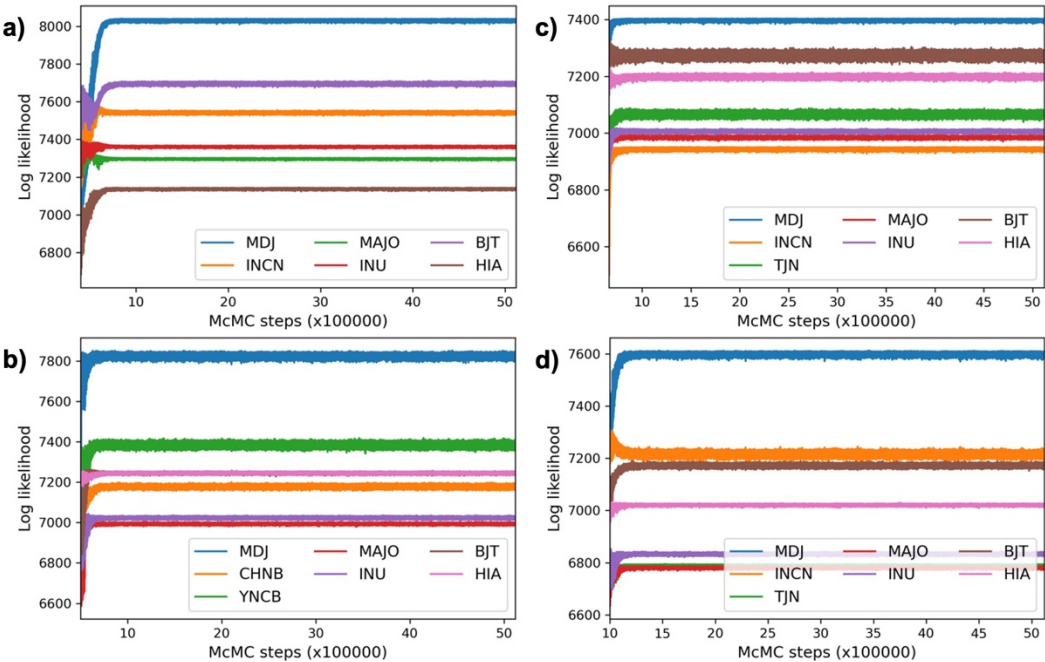 a)
8000
7800
7600
7400
7200
7000
6800
Log likelihood
MDJ MAJO BJT
INCN INU HIA
10 20 30 40 50
McMC steps (x100000)
c)
7400
7200
7000
6800
6600
Log likelihood
MDJ MAJO BJT
INCN INU HIA
TJN
10 15 20 25 30 35 40 45 50
McMC steps (x100000)
b)
7800
7600
7400
7200
7000
6800
6600
Log likelihood
MDJ MAJO BJT
CHNB INU HIA
YNCB
10 20 30 40 50
McMC steps (x100000)
d)
7600
7400
7200
7000
6800
6600
Log likelihood
MDJ MAJO BJT
INCN INU HIA
TJN
10 15 20 25 30 35 40 45 50
McMC steps (x100000)